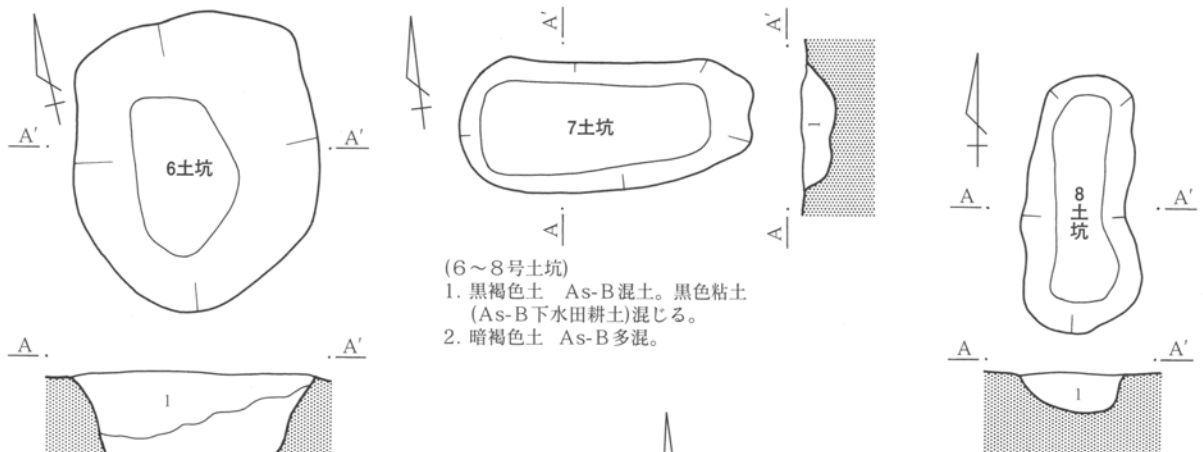 A'
A
A'
6土坑
7土坑
1
A'
A
A
8土坑
A
A'
(6～8号土坑)
1. 黒褐色土　As-B混土。黒色粘土
(As-B下水田耕土)混じる。
2. 暗褐色土　As-B多混。
A
A'
1
A'
A
A
A'
1